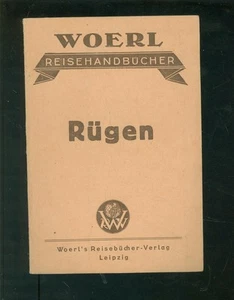 WOERL
REISEHANDBÜCHER
Rügen
Woerl's Reisebücher-Verlag
Leipzig